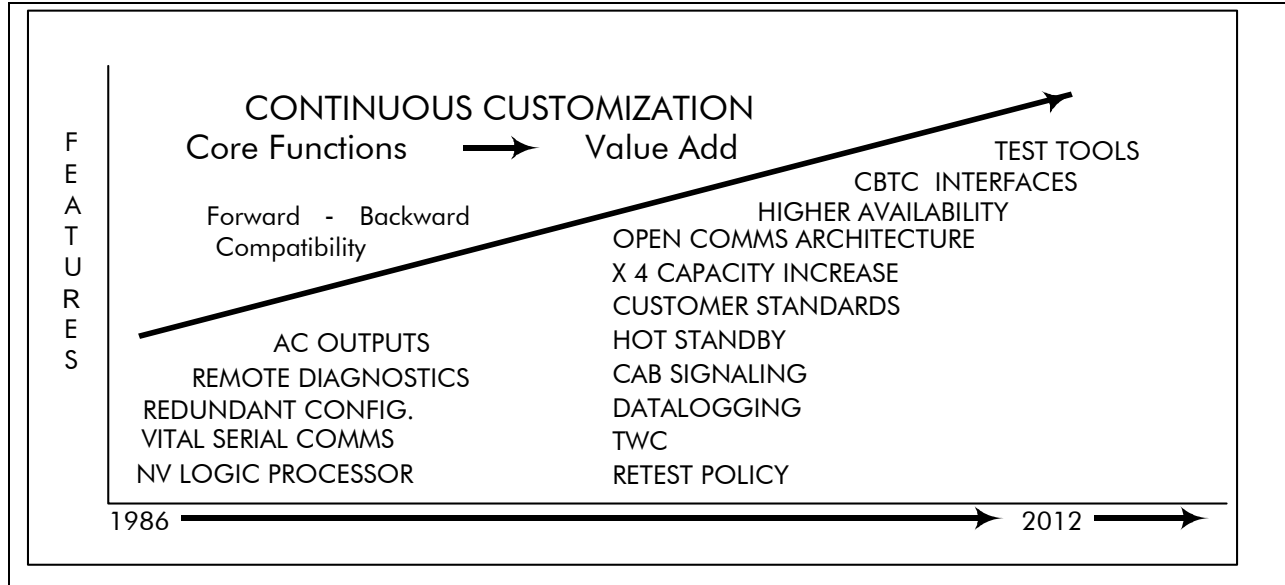 CONTINUOUS CUSTOMIZATION
Core Functions Value Add
FEATURES
Forward - Backward
Compatibility
TEST TOOLS
CBTC INTERFACES
HIGHER AVAILABILITY
OPEN COMMS ARCHITECTURE
X 4 CAPACITY INCREASE
CUSTOMER STANDARDS
HOT STANDBY
CAB SIGNALING
DATALOGGING
TWC
RETEST POLICY
AC OUTPUTS
REMOTE DIAGNOSTICS
REDUNDANT CONFIG.
VITAL SERIAL COMMS
NV LOGIC PROCESSOR
1986 2012